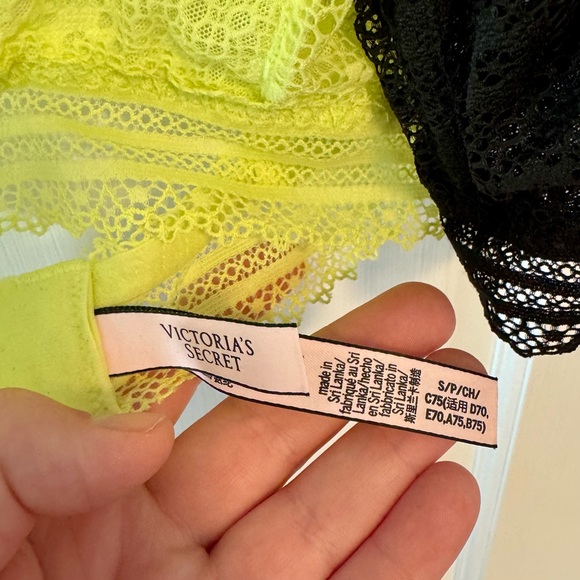 VICTORIA'S
SECRET
made in
Sri Lanka/
fabriqué au Sri
Lanka/hecho
en Sri Lanka/
fabbricato in
Sri Lanka/
斯里兰卡制造
S/P/CH/
C75(适用 D70,
E70,A75,B75)